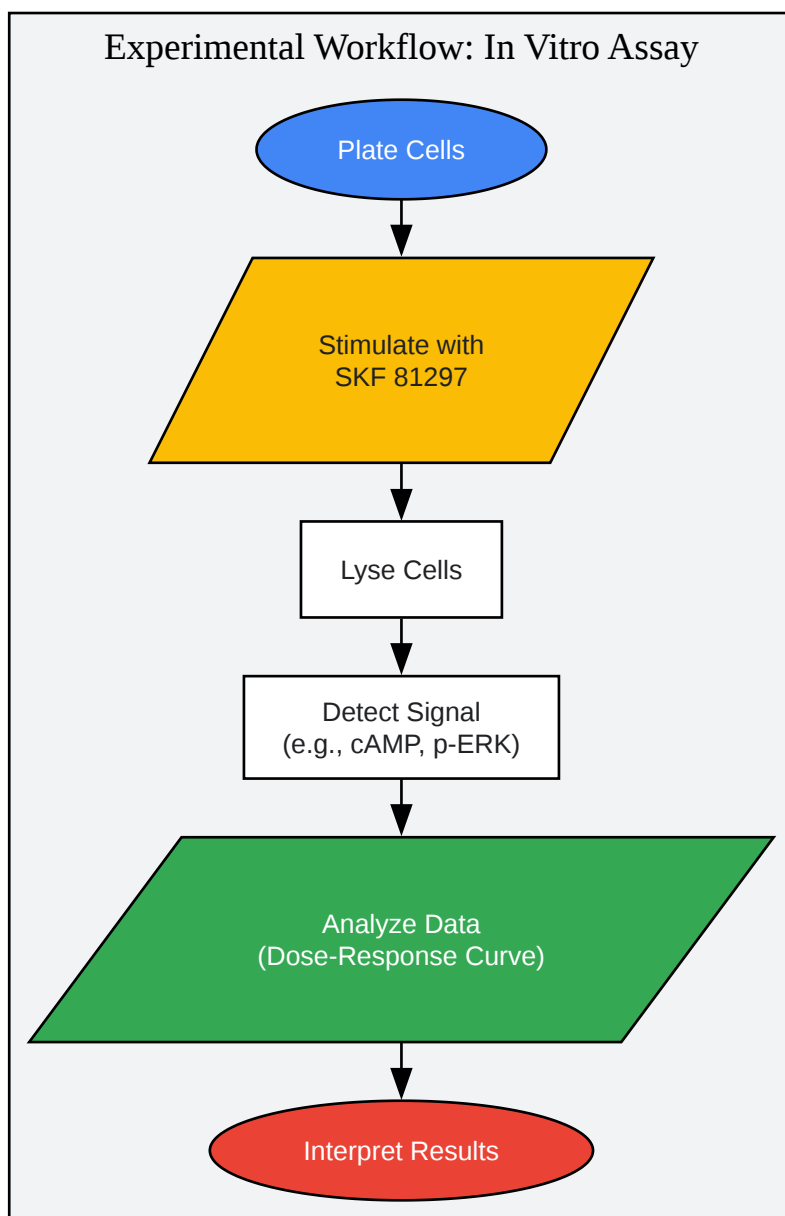 Experimental Workflow: In Vitro Assay
Plate Cells
Stimulate with
SKF 81297
Lyse Cells
Detect Signal
(e.g., cAMP, p-ERK)
Analyze Data
(Dose-Response Curve)
Interpret Results